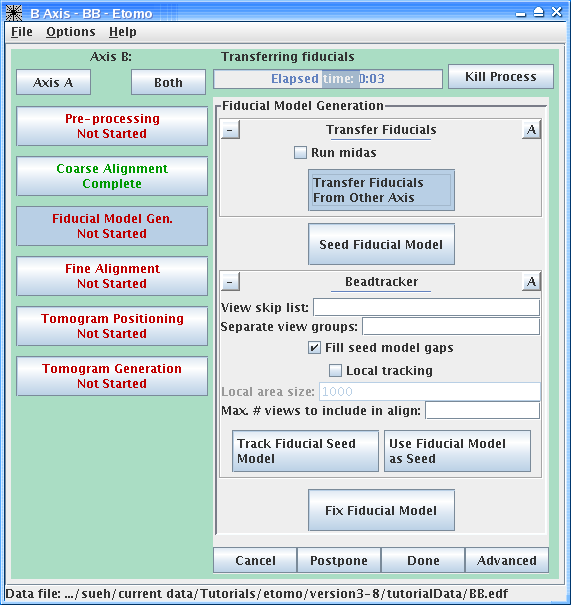 B Axis - BB - Etomo
File Options Help
Axis B:
Transferring fiducials
Axis A
Both
Elapsed time: 0:03
Kill Process
Pre-processing
Not Started
Coarse Alignment
Complete
Fiducial Model Gen.
Not Started
Fine Alignment
Not Started
Tomogram Positioning
Not Started
Tomogram Generation
Not Started
Fiducial Model Generation
- Transfer Fiducials A
Run midas
Transfer Fiducials
From Other Axis
Seed Fiducial Model
- Beadtracker A
View skip list:
Separate view groups:
Fill seed model gaps
Local tracking
Local area size: 1000
Max. # views to include in align:
Track Fiducial Seed
Model
Use Fiducial Model
as Seed
Fix Fiducial Model
Cancel Postpone Done Advanced
Data file: .../sueh/current data/Tutorials/etomo/version3-8/tutorialData/BB.edf